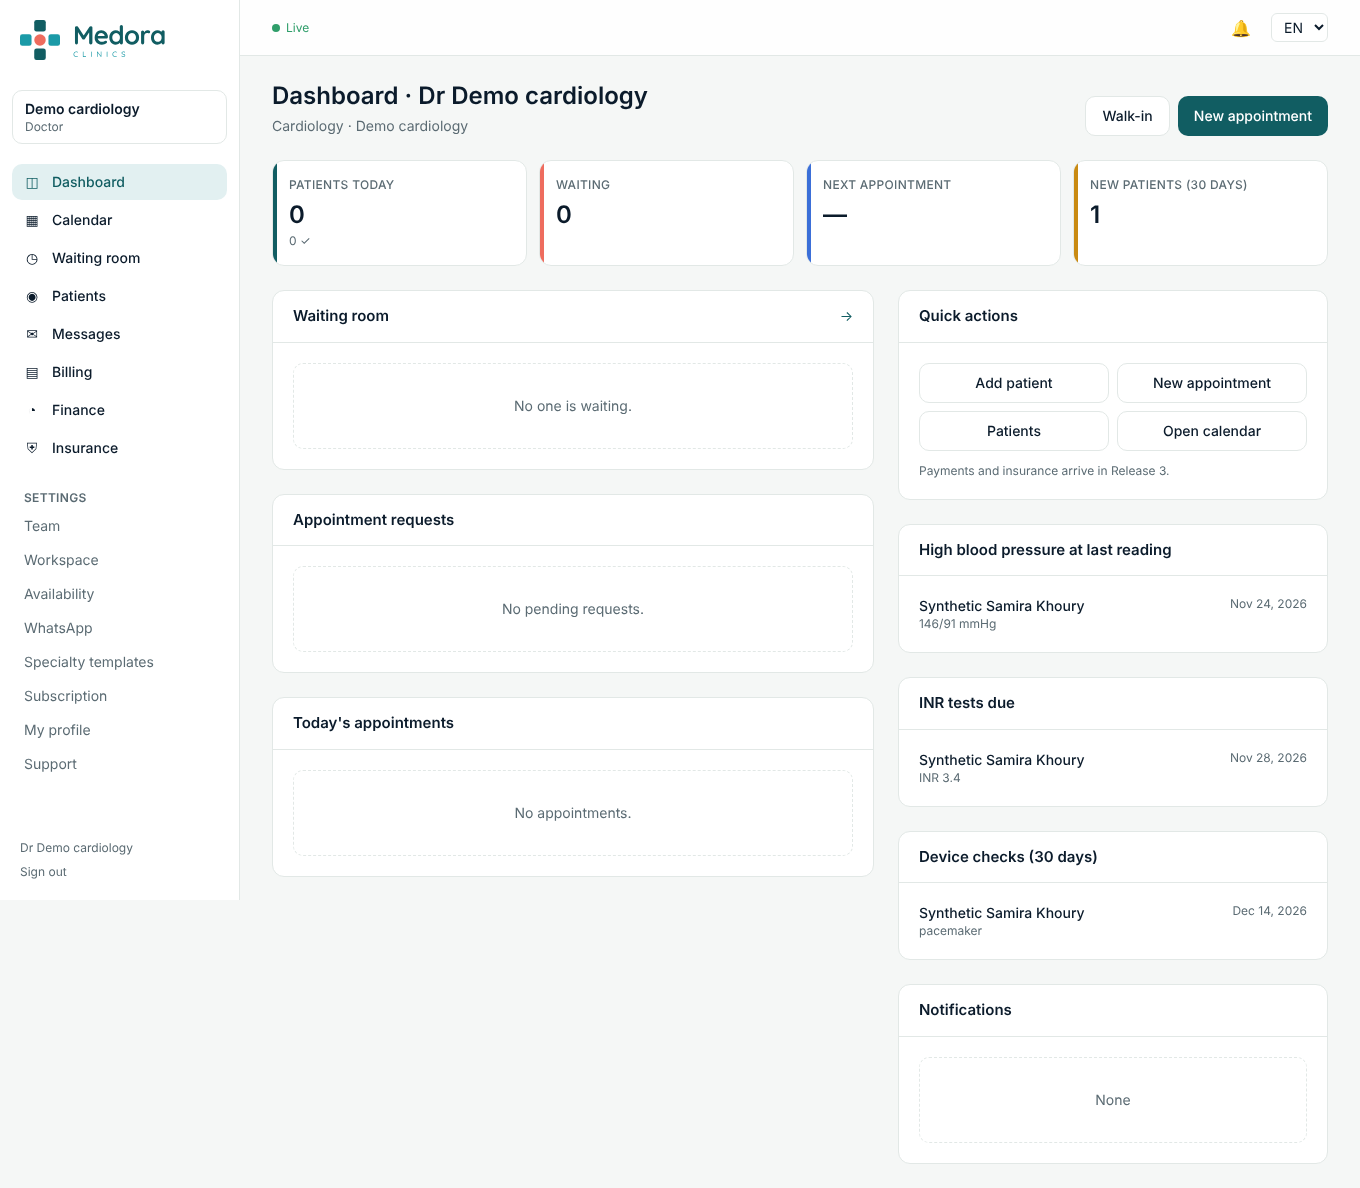 Medora
CLINICS
Demo cardiology
Doctor
Dashboard
Calendar
Waiting room
Patients
Messages
Billing
Finance
Insurance
SETTINGS
Team
Workspace
Availability
WhatsApp
Specialty templates
Subscription
My profile
Support
Dr Demo cardiology
Sign out
Live
EN
Dashboard · Dr Demo cardiology
Cardiology · Demo cardiology
Walk-in
New appointment
PATIENTS TODAY
0
0 ✓
WAITING
0
NEXT APPOINTMENT
—
NEW PATIENTS (30 DAYS)
1
Waiting room →
No one is waiting.
Appointment requests
No pending requests.
Today's appointments
No appointments.
Quick actions
Add patient
New appointment
Patients
Open calendar
Payments and insurance arrive in Release 3.
High blood pressure at last reading
Synthetic Samira Khoury Nov 24, 2026
146/91 mmHg
INR tests due
Synthetic Samira Khoury Nov 28, 2026
INR 3.4
Device checks (30 days)
Synthetic Samira Khoury Dec 14, 2026
pacemaker
Notifications
None